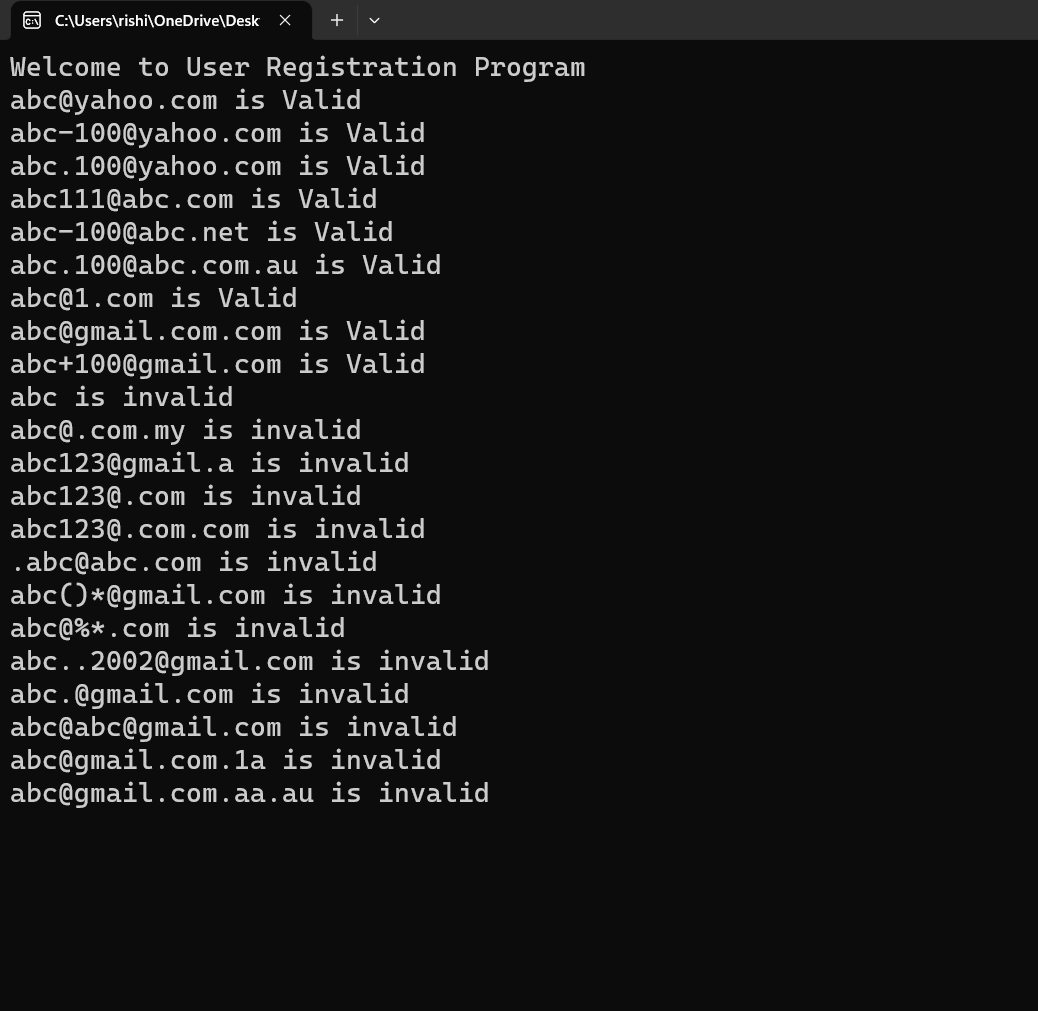 C:\Users\rishi\OneDrive\Desk
Welcome to User Registration Program
abc@yahoo.com is Valid
abc-100@yahoo.com is Valid
abc.100@yahoo.com is Valid
abc111@abc.com is Valid
abc-100@abc.net is Valid
abc.100@abc.com.au is Valid
abc@1.com is Valid
abc@gmail.com.com is Valid
abc+100@gmail.com is Valid
abc is invalid
abc@.com.my is invalid
abc123@gmail.a is invalid
abc123@.com is invalid
abc123@.com.com is invalid
.abc@abc.com is invalid
abc()*@gmail.com is invalid
abc@%*.com is invalid
abc..2002@gmail.com is invalid
abc.@gmail.com is invalid
abc@abc@gmail.com is invalid
abc@gmail.com.1a is invalid
abc@gmail.com.aa.au is invalid